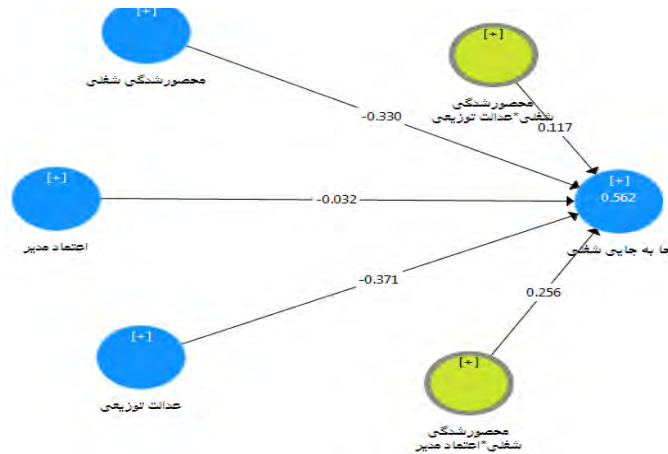 [+]
محصورشدگی شغلی
[+]
محصورشدگی
شغلی*عدالت توزیعی
-0.330
0.117
[+]
اعتماد مدیر
-0.032
[+]
0.562
جا به جایی شغلی
-0.371
0.256
[+]
عدالت توزیعی
[+]
محصورشدگی
شغلی*اعتماد مدیر